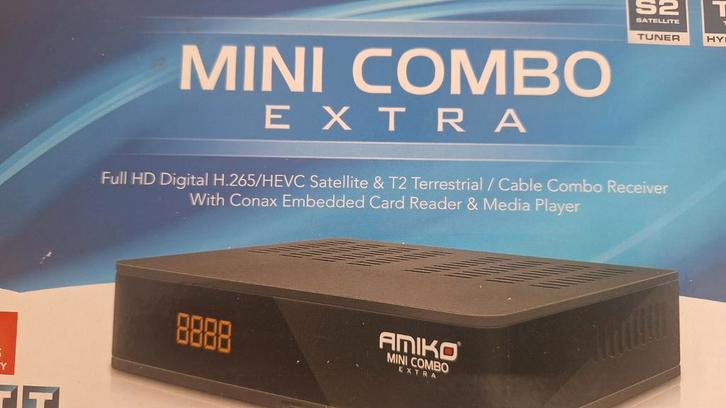 S2
SATELLITE
TUNER
MINI COMBO
EXTRA
Full HD Digital H.265/HEVC Satellite & T2 Terrestrial / Cable Combo Receiver
With Conax Embedded Card Reader & Media Player
8888
AMIKO
MINI COMBO
EXTRA